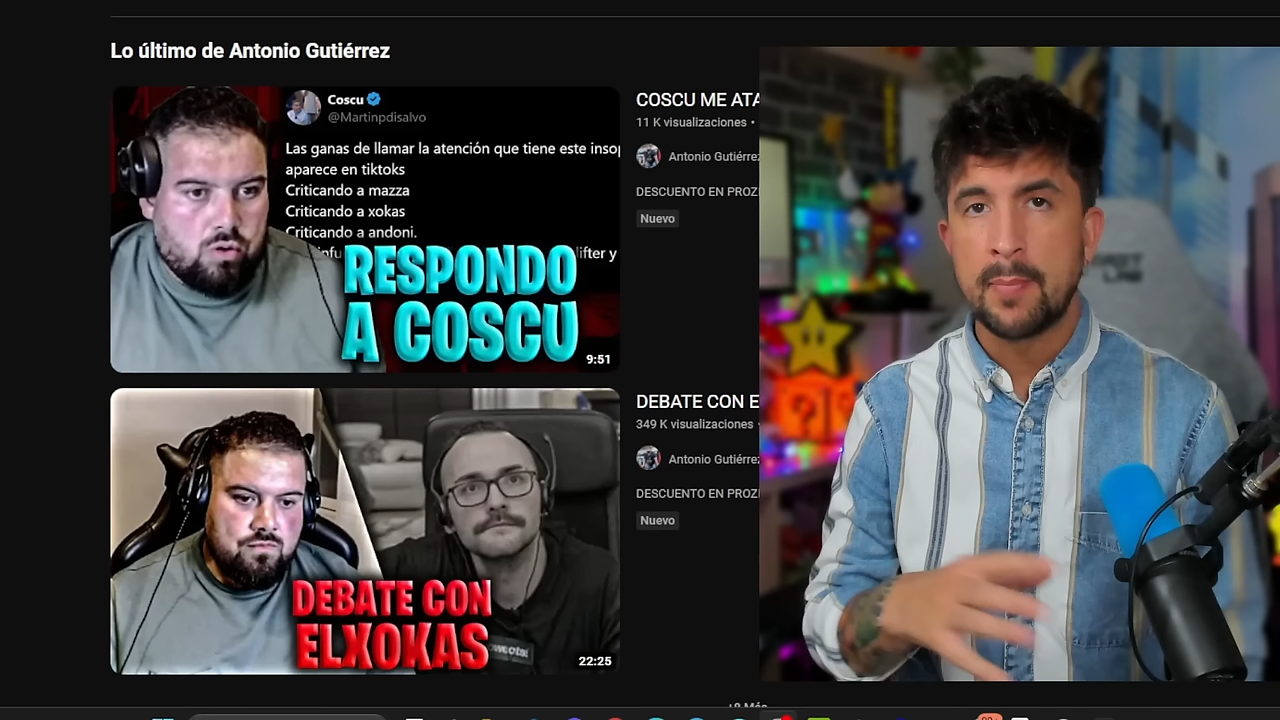 Lo último de Antonio Gutiérrez
Coscu
@Martinpdisalvo
Las ganas de llamar la atención que tiene este insop
aparece en tiktoks
Criticando a mazza
Criticando a xokas
Criticando a andoni.
lifter y
RESPONDO
A COSCU
9:51
COSCU ME ATA
11 K visualizaciones •
Antonio Gutiérrez
DESCUENTO EN PROZ
Nuevo
DEBATE CON
ELXOKAS
22:25
DEBATE CON E
349 K visualizaciones
Antonio Gutiérrez
DESCUENTO EN PROZ
Nuevo